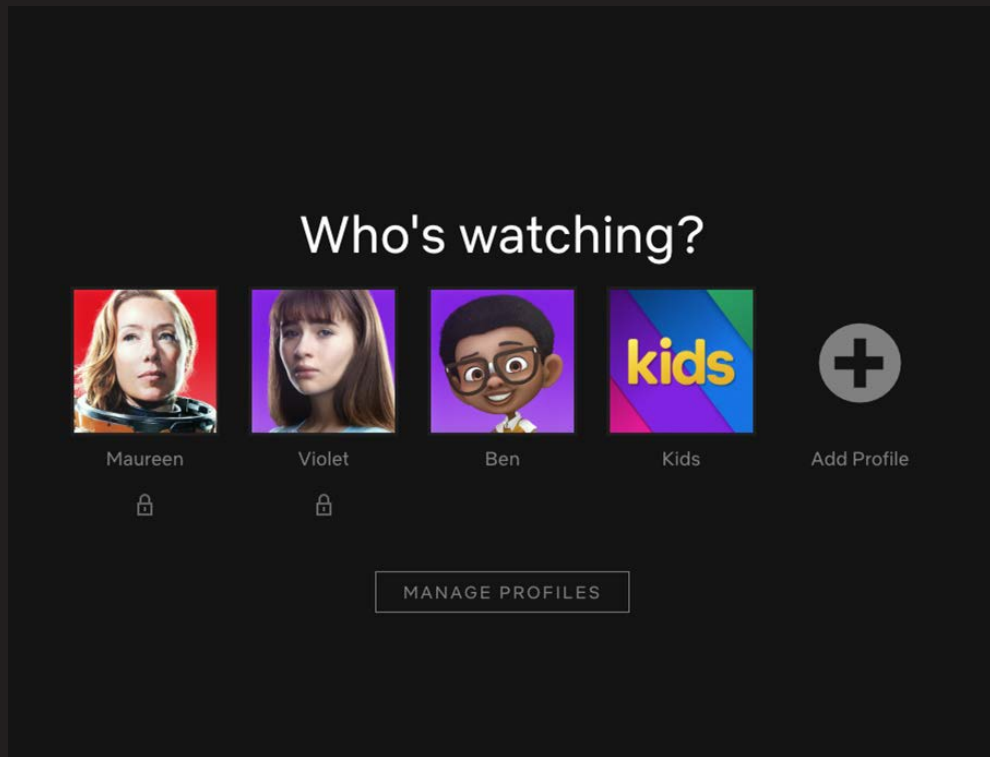 Who's watching?
kids
Maureen
Violet
Ben
Kids
Add Profile
MANAGE PROFILES